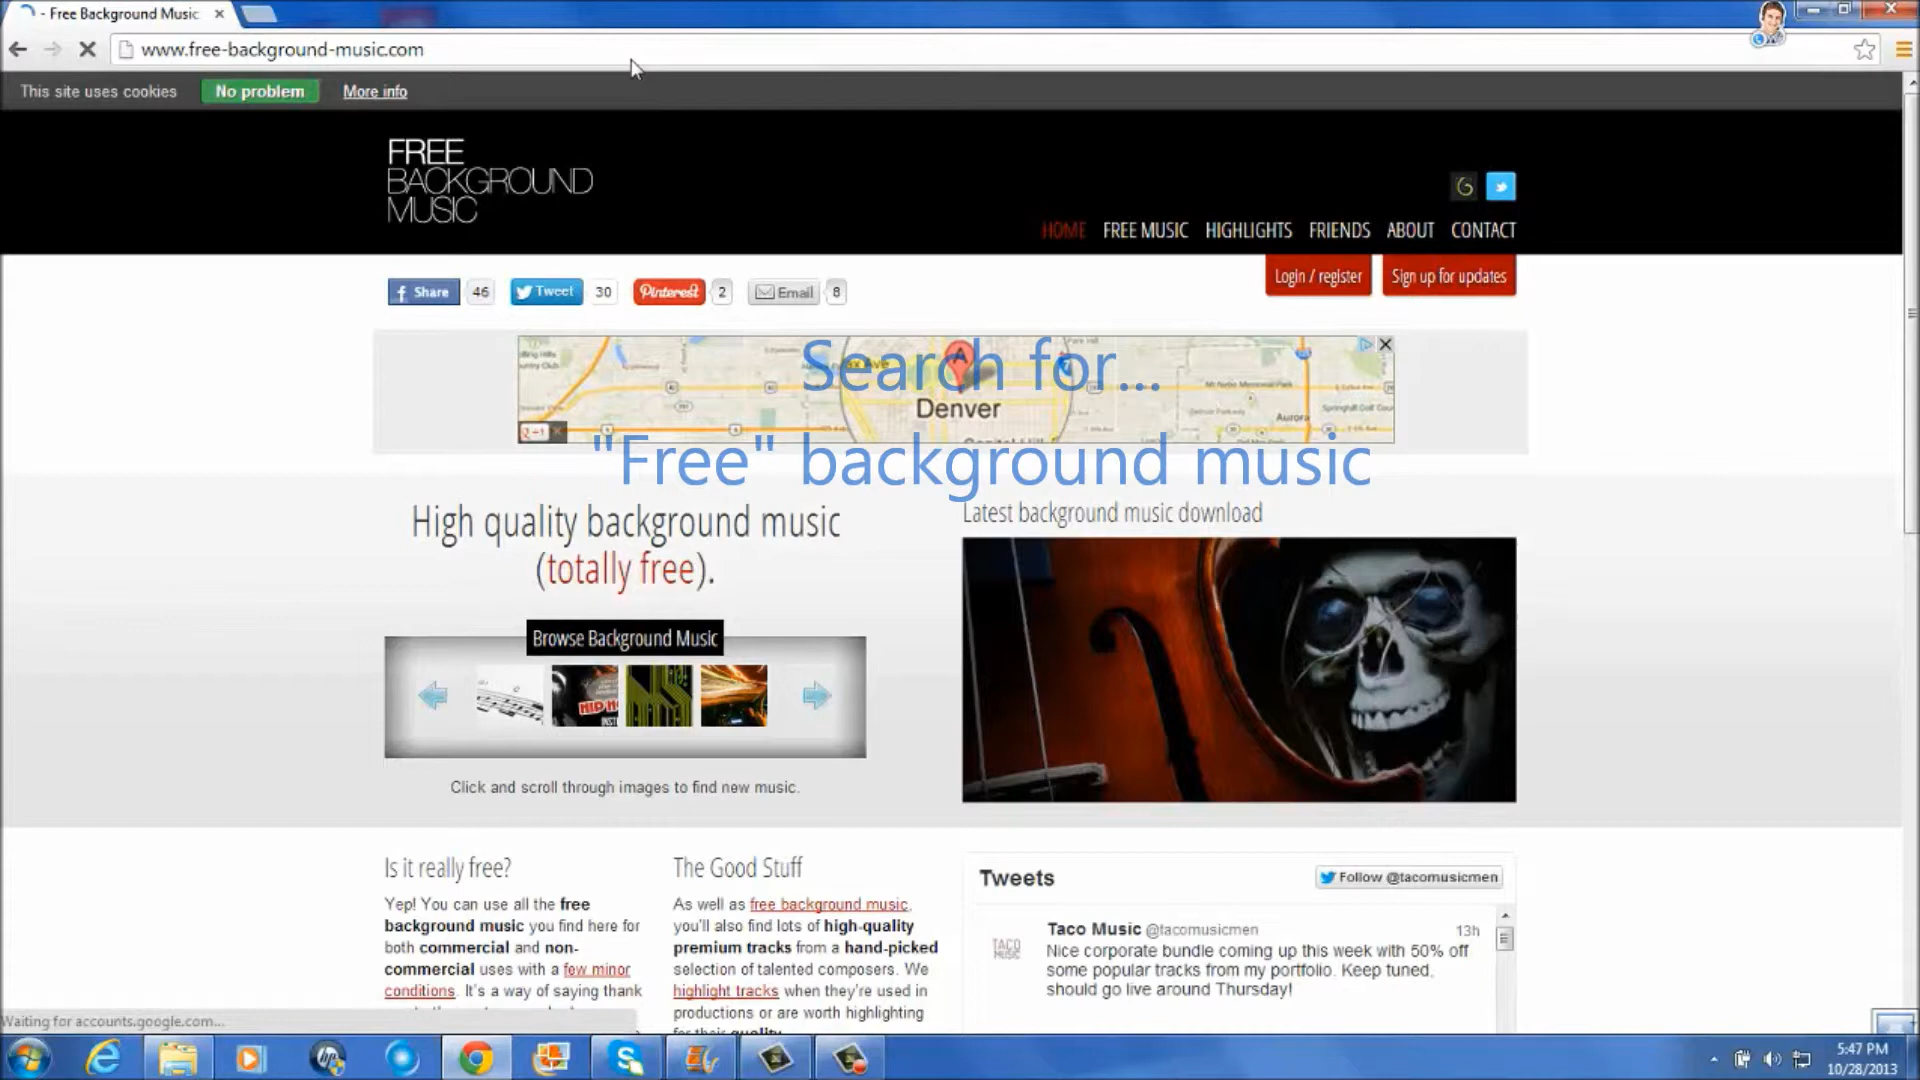 - Free Background Music
www.free-background-music.com
This site uses cookies No problem More info
FREE
BACKGROUND
MUSIC
HOME FREE MUSIC HIGHLIGHTS FRIENDS ABOUT CONTACT
Share 46 Tweet 30 Pinterest 2 Email 8
Login / register Sign up for updates
Search for...
Denver
Aurora
"Free" background music
High quality background music
(totally free).
Browse Background Music
Click and scroll through images to find new music.
Latest background music download
Is it really free?
Yep! You can use all the free
background music you find here for
both commercial and non-
commercial uses with a few minor
conditions. It's a way of saying thank
The Good Stuff
As well as free background music,
you'll also find lots of high-quality
premium tracks from a hand-picked
selection of talented composers. We
highlight tracks when they're used in
productions or are worth highlighting
for their quality.
Tweets Follow @tacomusicmen
TACO
MUSIC
Taco Music @tacomusicmen 13h
Nice corporate bundle coming up this week with 50% off
some popular tracks from my portfolio. Keep tuned,
should go live around Thursday!
Waiting for accounts.google.com...
5:47 PM
10/28/2013